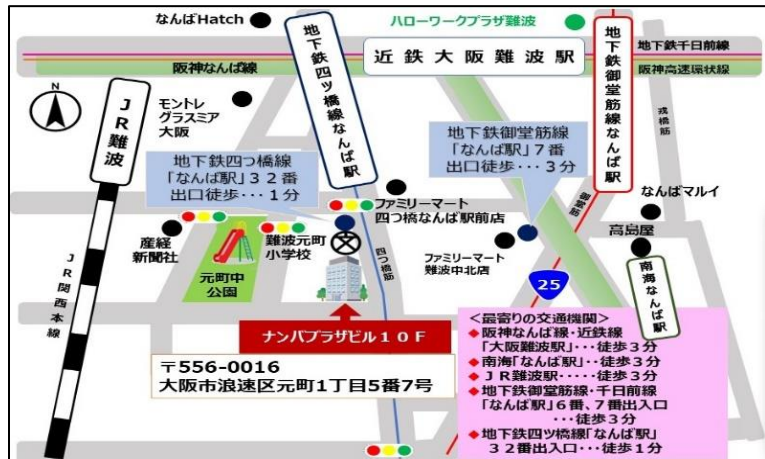 なんばHatch
ハローワークプラザ難波
地下鉄四ツ橋線なんば駅
近鉄大阪難波駅
地下鉄御堂筋線なんば駅
地下鉄千日前線
阪神高速環状線
阪神なんば線
N
JR難波
モントレ
グラスミア
大阪
戎橋筋
地下鉄四つ橋線
「なんば駅」32番
出口徒歩・・・1分
地下鉄御堂筋線
「なんば駅」7番
出口徒歩・・・3分
御堂筋
なんばマルイ
ファミリーマート
四つ橋なんば駅前店
高島屋
産経
新聞社
元町中
公園
難波元町
小学校
四つ橋筋
ファミリーマート
難波中北店
南海なんば駅
25
JR関西本線
ナンバプラザビル10F
〒556-0016
大阪市浪速区元町1丁目5番7号
<最寄りの交通機関>
◆阪神なんば線・近鉄線
「大阪難波駅」・・・徒歩3分
◆南海「なんば駅」・・徒歩3分
◆JR難波駅・・・・・徒歩3分
◆地下鉄御堂筋線・千日前線
「なんば駅」6番、7番出入口
・・・徒歩3分
◆地下鉄四ツ橋線「なんば駅」
32番出入口・・・徒歩1分